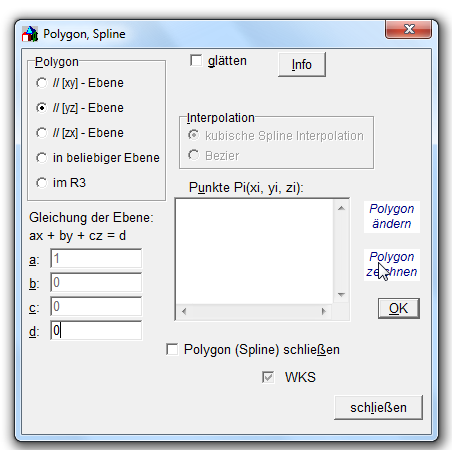 Polygon, Spline
Polygon
// [xy] - Ebene
// [yz] - Ebene
// [zx] - Ebene
in beliebiger Ebene
im R3
glätten
Info
Interpolation
kubische Spline Interpolation
Bezier
Punkte Pi(xi, yi, zi):
Gleichung der Ebene:
ax + by + cz = d
a: 1
b: 0
c: 0
d: 0
Polygon
ändern
Polygon
zeichnen
OK
Polygon (Spline) schließen
WKS
schließen